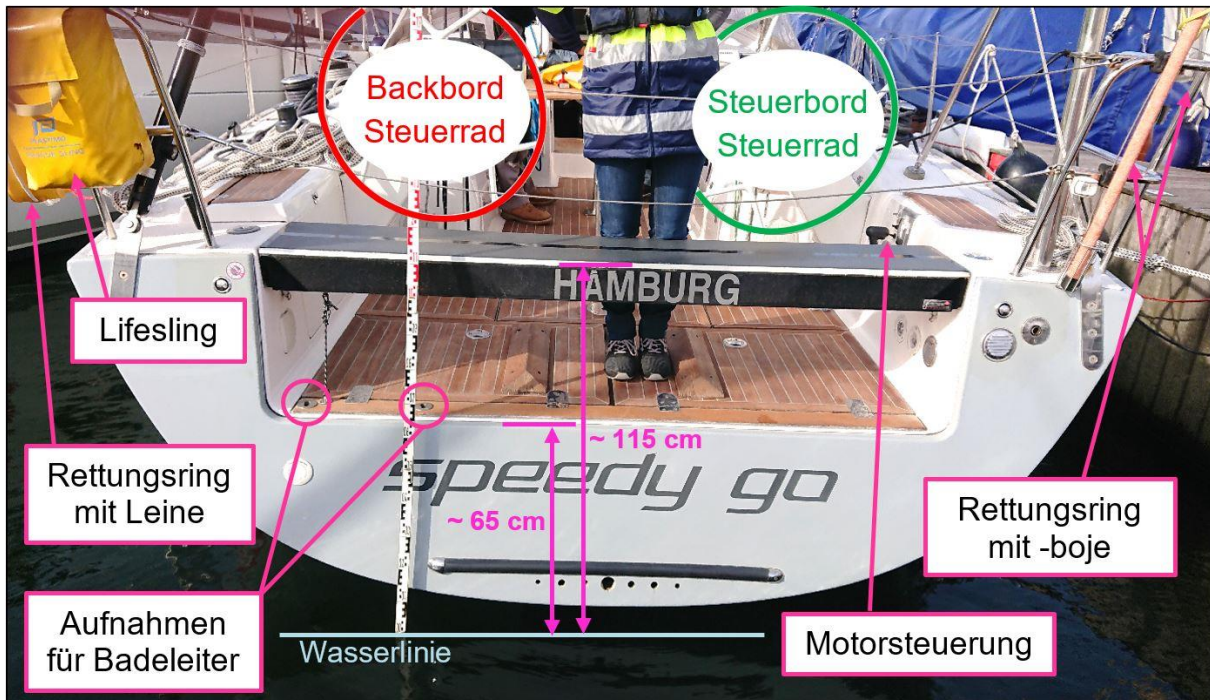 Backbord
Steuerrad
Steuerbord
Steuerrad
Lifesling
HAMBURG
~ 115 cm
speedy go
~ 65 cm
Rettungsring
mit Leine
Rettungsring
mit -boje
Aufnahmen
für Badeleiter
Wasserlinie
Motorsteuerung